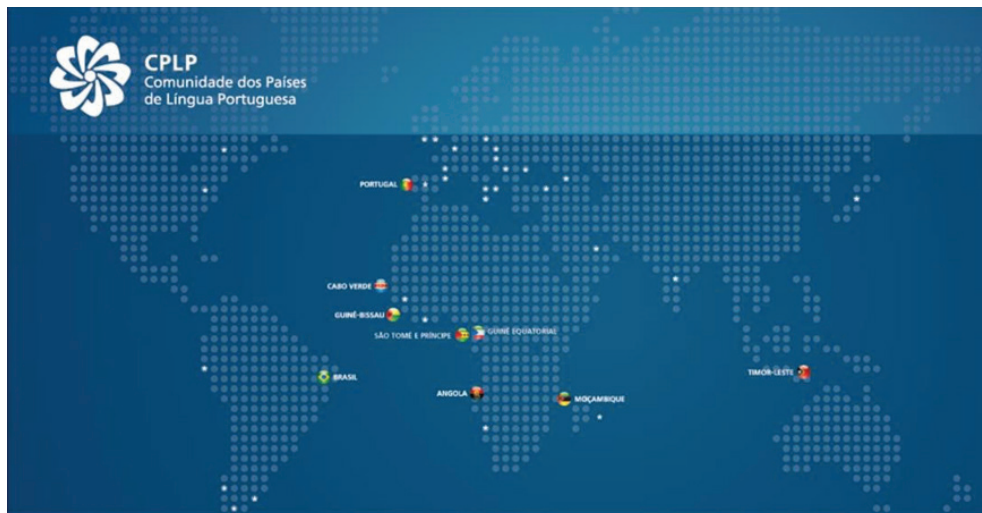 CPLP
Comunidade dos Países
de Língua Portuguesa
PORTUGAL
CABO VERDE
GUINÉ-BISSAU
SÃO TOMÉ E PRÍNCIPE
GUINÉ EQUATORIAL
BRASIL
TIMOR-LESTE
ANGOLA
MOÇAMBIQUE